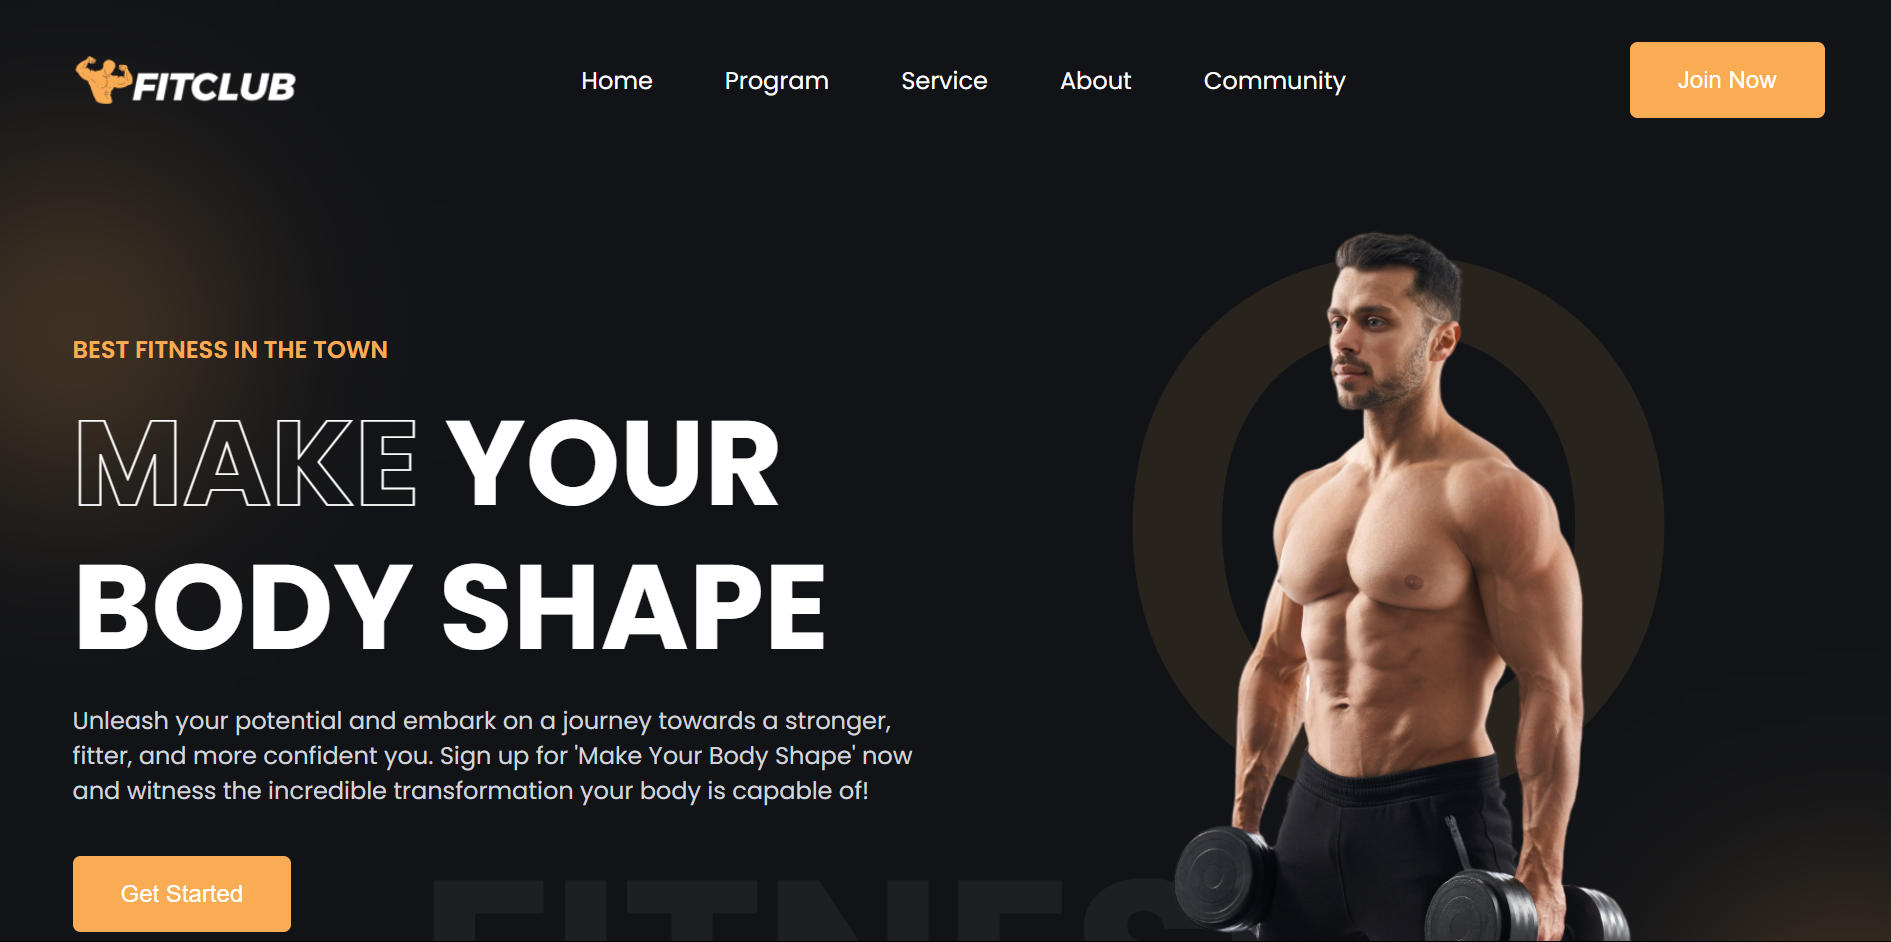 FITCLUB
Home
Program
Service
About
Community
Join Now
BEST FITNESS IN THE TOWN
MAKE YOUR
BODY SHAPE
Unleash your potential and embark on a journey towards a stronger,
fitter, and more confident you. Sign up for 'Make Your Body Shape' now
and witness the incredible transformation your body is capable of!
Get Started
FITNES